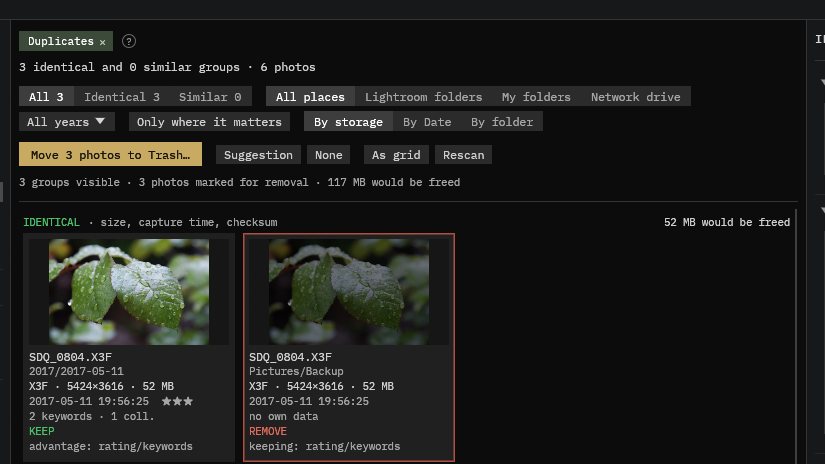 Duplicates × ?
3 identical and 0 similar groups · 6 photos
All 3 Identical 3 Similar 0 All places Lightroom folders My folders Network drive
All years ▼ Only where it matters By storage By Date By folder
Move 3 photos to Trash… Suggestion None As grid Rescan
3 groups visible · 3 photos marked for removal · 117 MB would be freed
IDENTICAL · size, capture time, checksum 52 MB would be freed
SDQ_0804.X3F
2017/2017-05-11
X3F · 5424×3616 · 52 MB
2017-05-11 19:56:25 ★★★
2 keywords · 1 coll.
KEEP
advantage: rating/keywords
SDQ_0804.X3F
Pictures/Backup
X3F · 5424×3616 · 52 MB
2017-05-11 19:56:25
no own data
REMOVE
keeping: rating/keywords